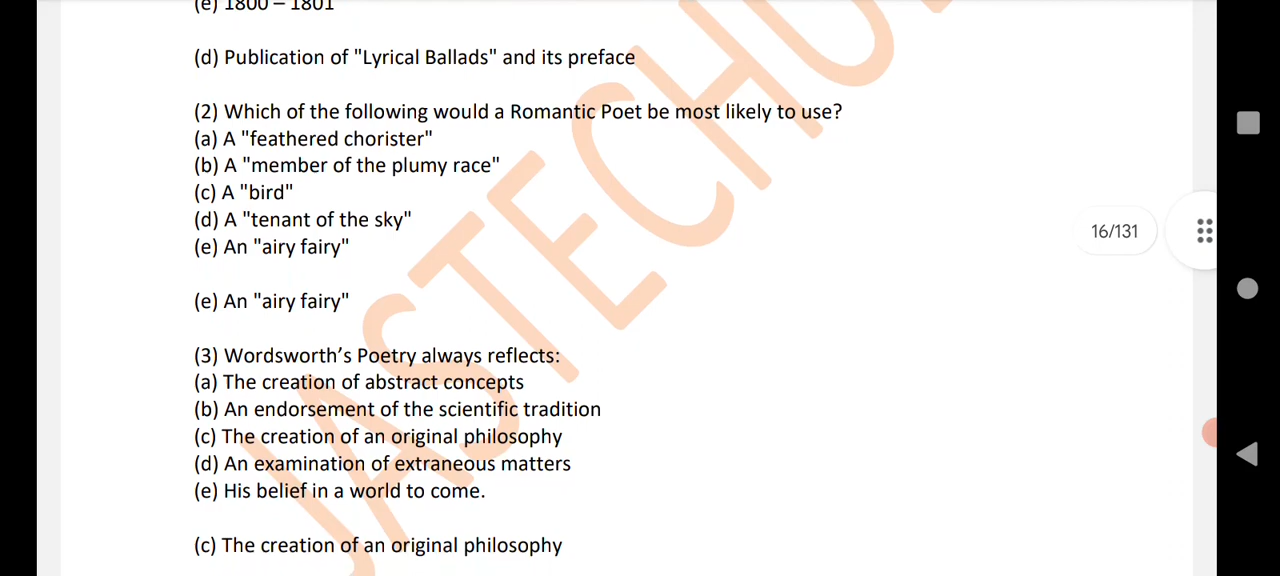 (e) 1800 – 1801
(d) Publication of "Lyrical Ballads" and its preface
(2) Which of the following would a Romantic Poet be most likely to use?
(a) A "feathered chorister"
(b) A "member of the plumy race"
(c) A "bird"
(d) A "tenant of the sky"
(e) An "airy fairy"
16/131
(e) An "airy fairy"
(3) Wordsworth’s Poetry always reflects:
(a) The creation of abstract concepts
(b) An endorsement of the scientific tradition
(c) The creation of an original philosophy
(d) An examination of extraneous matters
(e) His belief in a world to come.
(c) The creation of an original philosophy
JASTECHU